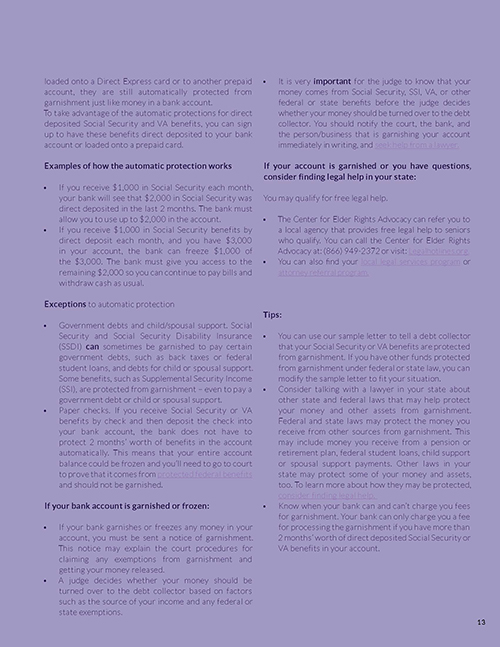 loaded onto a Direct Express card or to another prepaid
account, they are still automatically protected from
garnishment just like money in a bank account.
To take advantage of the automatic protections for direct
deposited Social Security and VA benefits, you can sign
up to have these benefits direct deposited to your bank
account or loaded onto a prepaid card.
Examples of how the automatic protection works
• If you receive $1,000 in Social Security each month,
your bank will see that $2,000 in Social Security was
direct deposited in the last 2 months. The bank must
allow you to use up to $2,000 in the account.
• If you receive $1,000 in Social Security benefits by
direct deposit each month, and you have $3,000
in your account, the bank can freeze $1,000 of
the $3,000. The bank must give you access to the
remaining $2,000 so you can continue to pay bills and
withdraw cash as usual.
Exceptions to automatic protection
• Government debts and child/spousal support. Social
Security and Social Security Disability Insurance
(SSDI) can sometimes be garnished to pay certain
government debts, such as back taxes or federal
student loans, and debts for child or spousal support.
Some benefits, such as Supplemental Security Income
(SSI), are protected from garnishment – even to pay a
government debt or child or spousal support.
• Paper checks. If you receive Social Security or VA
benefits by check and then deposit the check into
your bank account, the bank does not have to
protect 2 months' worth of benefits in the account
automatically. This means that your entire account
balance could be frozen and you'll need to go to court
to prove that it comes from protected federal benefits
and should not be garnished.
If your bank account is garnished or frozen:
• If your bank garnishes or freezes any money in your
account, you must be sent a notice of garnishment.
This notice may explain the court procedures for
claiming any exemptions from garnishment and
getting your money released.
• A judge decides whether your money should be
turned over to the debt collector based on factors
such as the source of your income and any federal or
state exemptions.
• It is very important for the judge to know that your
money comes from Social Security, SSI, VA, or other
federal or state benefits before the judge decides
whether your money should be turned over to the debt
collector. You should notify the court, the bank, and
the person/business that is garnishing your account
immediately in writing, and seek help from a lawyer.
If your account is garnished or you have questions,
consider finding legal help in your state:
You may qualify for free legal help.
• The Center for Elder Rights Advocacy can refer you to
a local agency that provides free legal help to seniors
who qualify. You can call the Center for Elder Rights
Advocacy at: (866) 949-2372 or visit:
• You can also find your local legal services program or
attorney referral program.
Tips:
• You can use our sample letter to tell a debt collector
that your Social Security or VA benefits are protected
from garnishment. If you have other funds protected
from garnishment under federal or state law, you can
modify the sample letter to fit your situation.
• Consider talking with a lawyer in your state about
other state and federal laws that may help protect
your money and other assets from garnishment.
Federal and state laws may protect the money you
receive from other sources from garnishment. This
may include money you receive from a pension or
retirement plan, federal student loans, child support
or spousal support payments. Other laws in your
state may protect some of your money and assets,
too. To learn more about how they may be protected,
consider finding legal help.
• Know when your bank can and can't charge you fees
for garnishment. Your bank can only charge you a fee
for processing the garnishment if you have more than
2 months' worth of direct deposited Social Security or
VA benefits in your account.
13